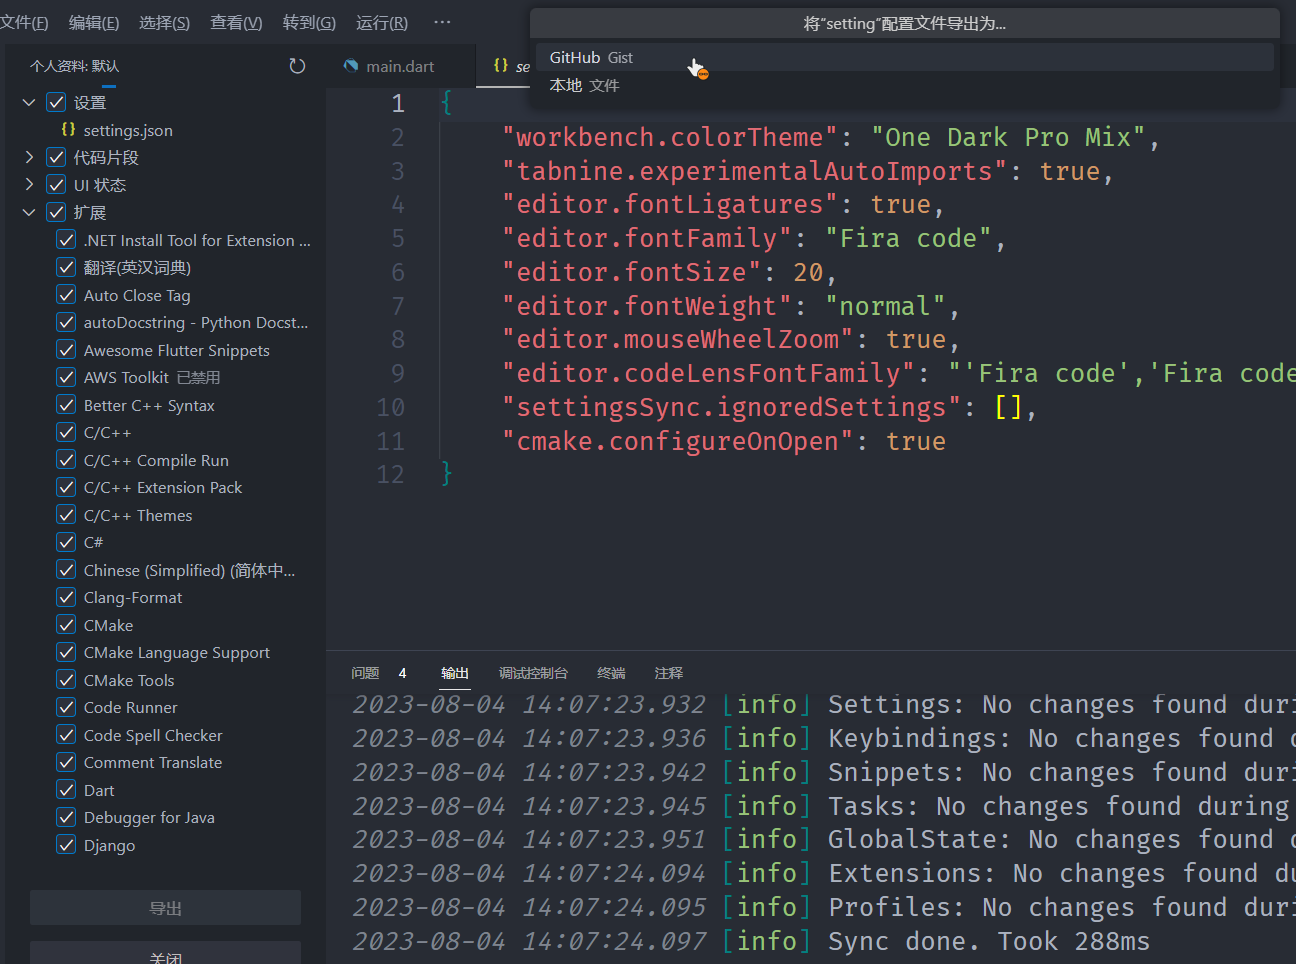 文件(F) 编辑(E) 选择(S) 查看(V) 转到(G) 运行(R) ···
将"setting"配置文件导出为...
GitHub Gist
本地 文件
个人资料: 默认
设置
{} settings.json
代码片段
UI 状态
扩展
.NET Install Tool for Extension ...
翻译(英汉词典)
Auto Close Tag
autoDocstring - Python Docst...
Awesome Flutter Snippets
AWS Toolkit 已禁用
Better C++ Syntax
C/C++
C/C++ Compile Run
C/C++ Extension Pack
C/C++ Themes
C#
Chinese (Simplified) (简体中...
Clang-Format
CMake
CMake Language Support
CMake Tools
Code Runner
Code Spell Checker
Comment Translate
Dart
Debugger for Java
Django
导出
关闭
main.dart {} se
1 {
2 "workbench.colorTheme": "One Dark Pro Mix",
3 "tabnine.experimentalAutoImports": true,
4 "editor.fontLigatures": true,
5 "editor.fontFamily": "Fira code",
6 "editor.fontSize": 20,
7 "editor.fontWeight": "normal",
8 "editor.mouseWheelZoom": true,
9 "editor.codeLensFontFamily": "'Fira code','Fira code
10 "settingsSync.ignoredSettings": [],
11 "cmake.configureOnOpen": true
12 }
问题 4 输出 调试控制台 终端 注释
2023-08-04 14:07:23.932 [info] Settings: No changes found duri
2023-08-04 14:07:23.936 [info] Keybindings: No changes found d
2023-08-04 14:07:23.942 [info] Snippets: No changes found duri
2023-08-04 14:07:23.945 [info] Tasks: No changes found during
2023-08-04 14:07:23.951 [info] GlobalState: No changes found d
2023-08-04 14:07:24.094 [info] Extensions: No changes found du
2023-08-04 14:07:24.095 [info] Profiles: No changes found duri
2023-08-04 14:07:24.097 [info] Sync done. Took 288ms